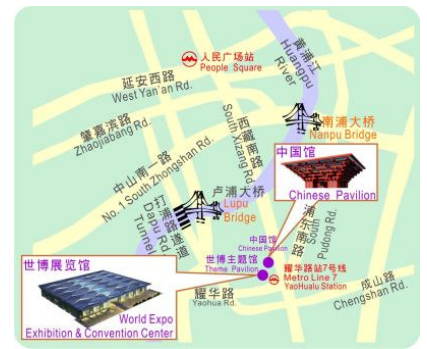 人民广场站
People Square
黄浦江
Huangpu
River
延安西路
West Yan'an Rd.
肇嘉滨路
Zhaojiabang Rd.
西藏南路
South Xizang Rd.
南浦大桥
Nanpu Bridge
中山南一路
No. 1 South Zhongshan Rd.
中国馆
Chinese Pavilion
卢浦大桥
Lupu
Bridge
打浦路遂道
Dapu Rd.
Tunnel
浦东南路
South
Pudong Rd.
中国馆
Chinese Pavilion
世博主题馆
Theme Pavilion
耀华路站7号线
Metro Line 7
YaoHualu Station
世博展览馆
World Expo
Exhibition & Convention Center
耀华路
Yaohua Rd.
成山路
Chengshan Rd.